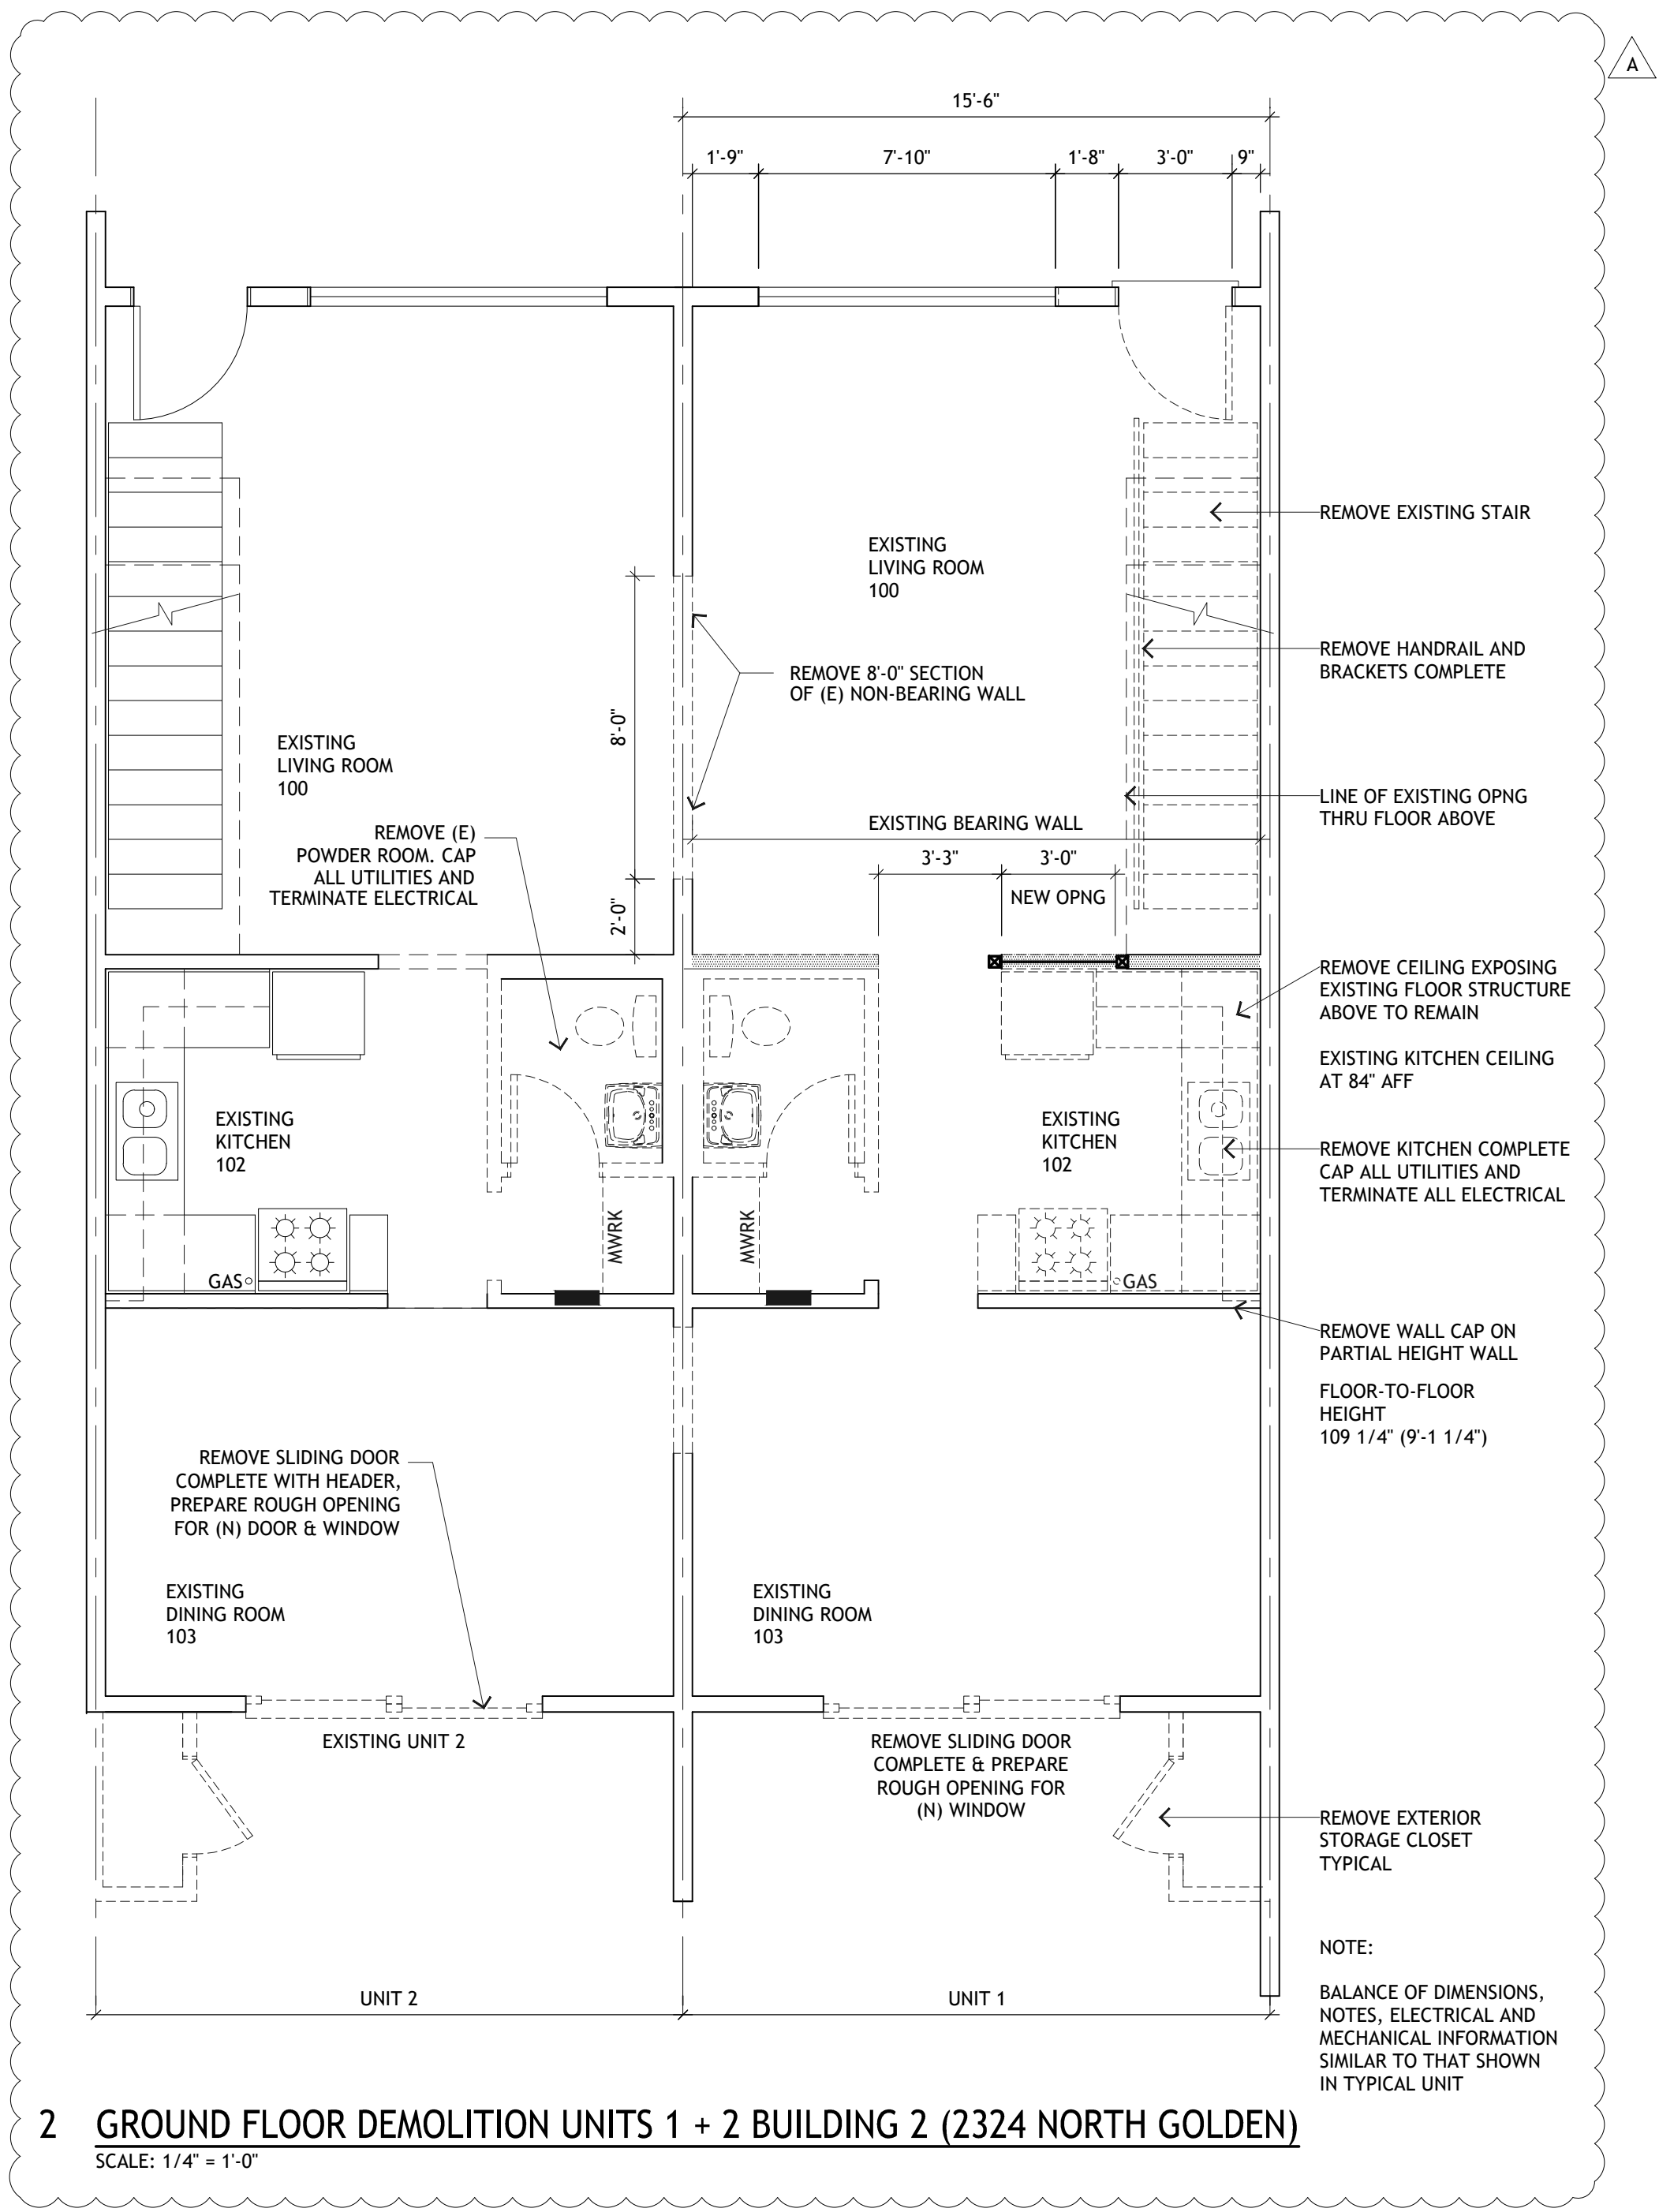 A
15'-6"
1'-9"
7'-10"
1'-8"
3'-0"
9"
REMOVE EXISTING STAIR
EXISTING
LIVING ROOM
100
REMOVE HANDRAIL AND
BRACKETS COMPLETE
REMOVE 8'-0" SECTION
OF (E) NON-BEARING WALL
8'-0"
EXISTING
LIVING ROOM
100
LINE OF EXISTING OPNG
THRU FLOOR ABOVE
EXISTING BEARING WALL
REMOVE (E)
POWDER ROOM. CAP
ALL UTILITIES AND
TERMINATE ELECTRICAL
3'-3"
3'-0"
NEW OPNG
2'-0"
REMOVE CEILING EXPOSING
EXISTING FLOOR STRUCTURE
ABOVE TO REMAIN
EXISTING KITCHEN CEILING
AT 84" AFF
EXISTING
KITCHEN
102
EXISTING
KITCHEN
102
REMOVE KITCHEN COMPLETE
CAP ALL UTILITIES AND
TERMINATE ALL ELECTRICAL
MWRK
MWRK
GAS
GAS
REMOVE WALL CAP ON
PARTIAL HEIGHT WALL
FLOOR-TO-FLOOR
HEIGHT
109 1/4" (9'-1 1/4")
REMOVE SLIDING DOOR
COMPLETE WITH HEADER,
PREPARE ROUGH OPENING
FOR (N) DOOR & WINDOW
EXISTING
DINING ROOM
103
EXISTING
DINING ROOM
103
EXISTING UNIT 2
REMOVE SLIDING DOOR
COMPLETE & PREPARE
ROUGH OPENING FOR
(N) WINDOW
REMOVE EXTERIOR
STORAGE CLOSET
TYPICAL
NOTE:
BALANCE OF DIMENSIONS,
NOTES, ELECTRICAL AND
MECHANICAL INFORMATION
SIMILAR TO THAT SHOWN
IN TYPICAL UNIT
UNIT 2
UNIT 1
2 GROUND FLOOR DEMOLITION UNITS 1 + 2 BUILDING 2 (2324 NORTH GOLDEN)
SCALE: 1/4" = 1'-0"